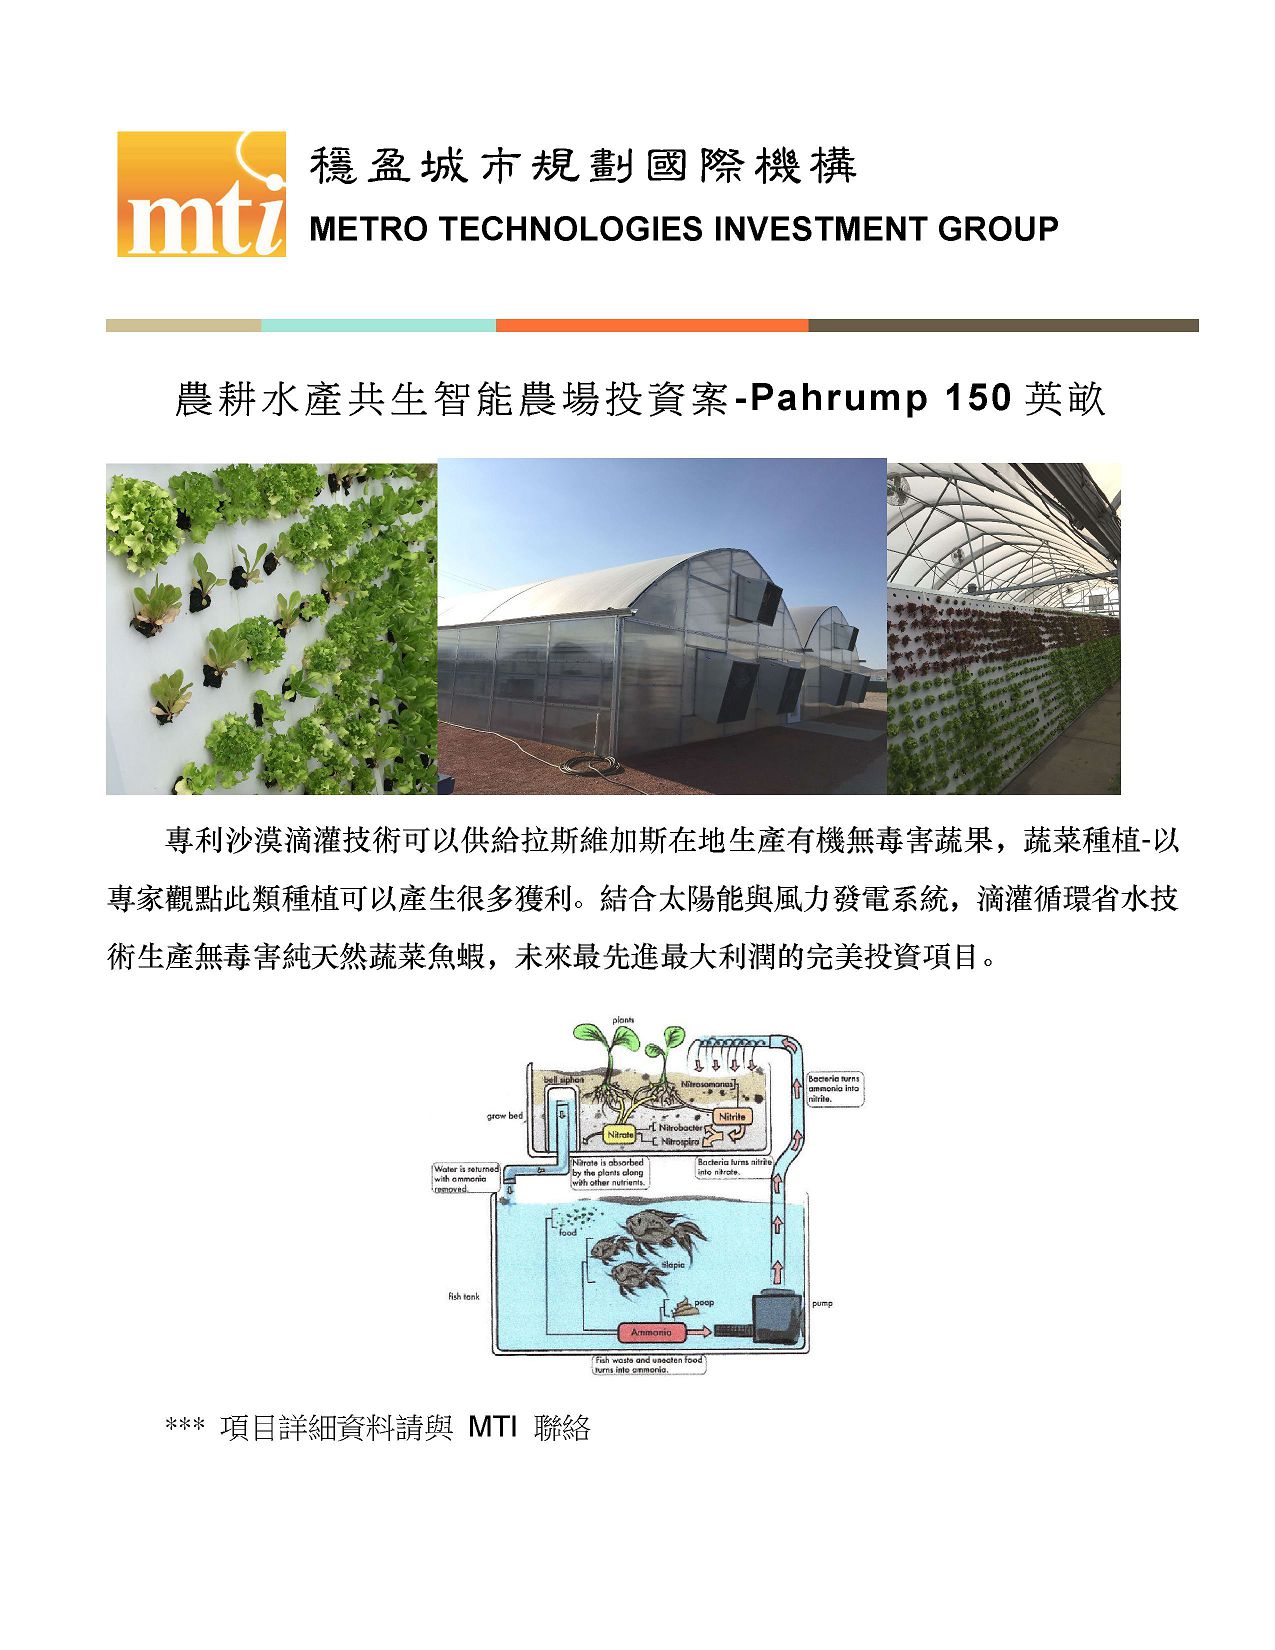 mti
穩盈城市規劃國際機構
METRO TECHNOLOGIES INVESTMENT GROUP
農耕水產共生智能農場投資案-Pahrump 150 英畝
專利沙漠滴灌技術可以供給拉斯維加斯在地生產有機無毒害蔬果，蔬菜種植-以
專家觀點此類種植可以產生很多獲利。結合太陽能與風力發電系統，滴灌循環省水技
術生產無毒害純天然蔬菜魚蝦，未來最先進最大利潤的完美投資項目。
plants
bell siphon
Nitrosomonas
Bacteria turns
ammonia into
nitrite.
grow bed
Nitrite
Nitrate
Nitrobacter
Nitrospira
Water is returned
with ammonia
removed.
Nitrate is absorbed
by the plants along
with other nutrients.
Bacteria turns nitrite
into nitrate.
food
tilapia
fish tank
poop
pump
Ammonia
Fish waste and uneaten food
turns into ammonia.
*** 項目詳細資料請與 MTI 聯絡